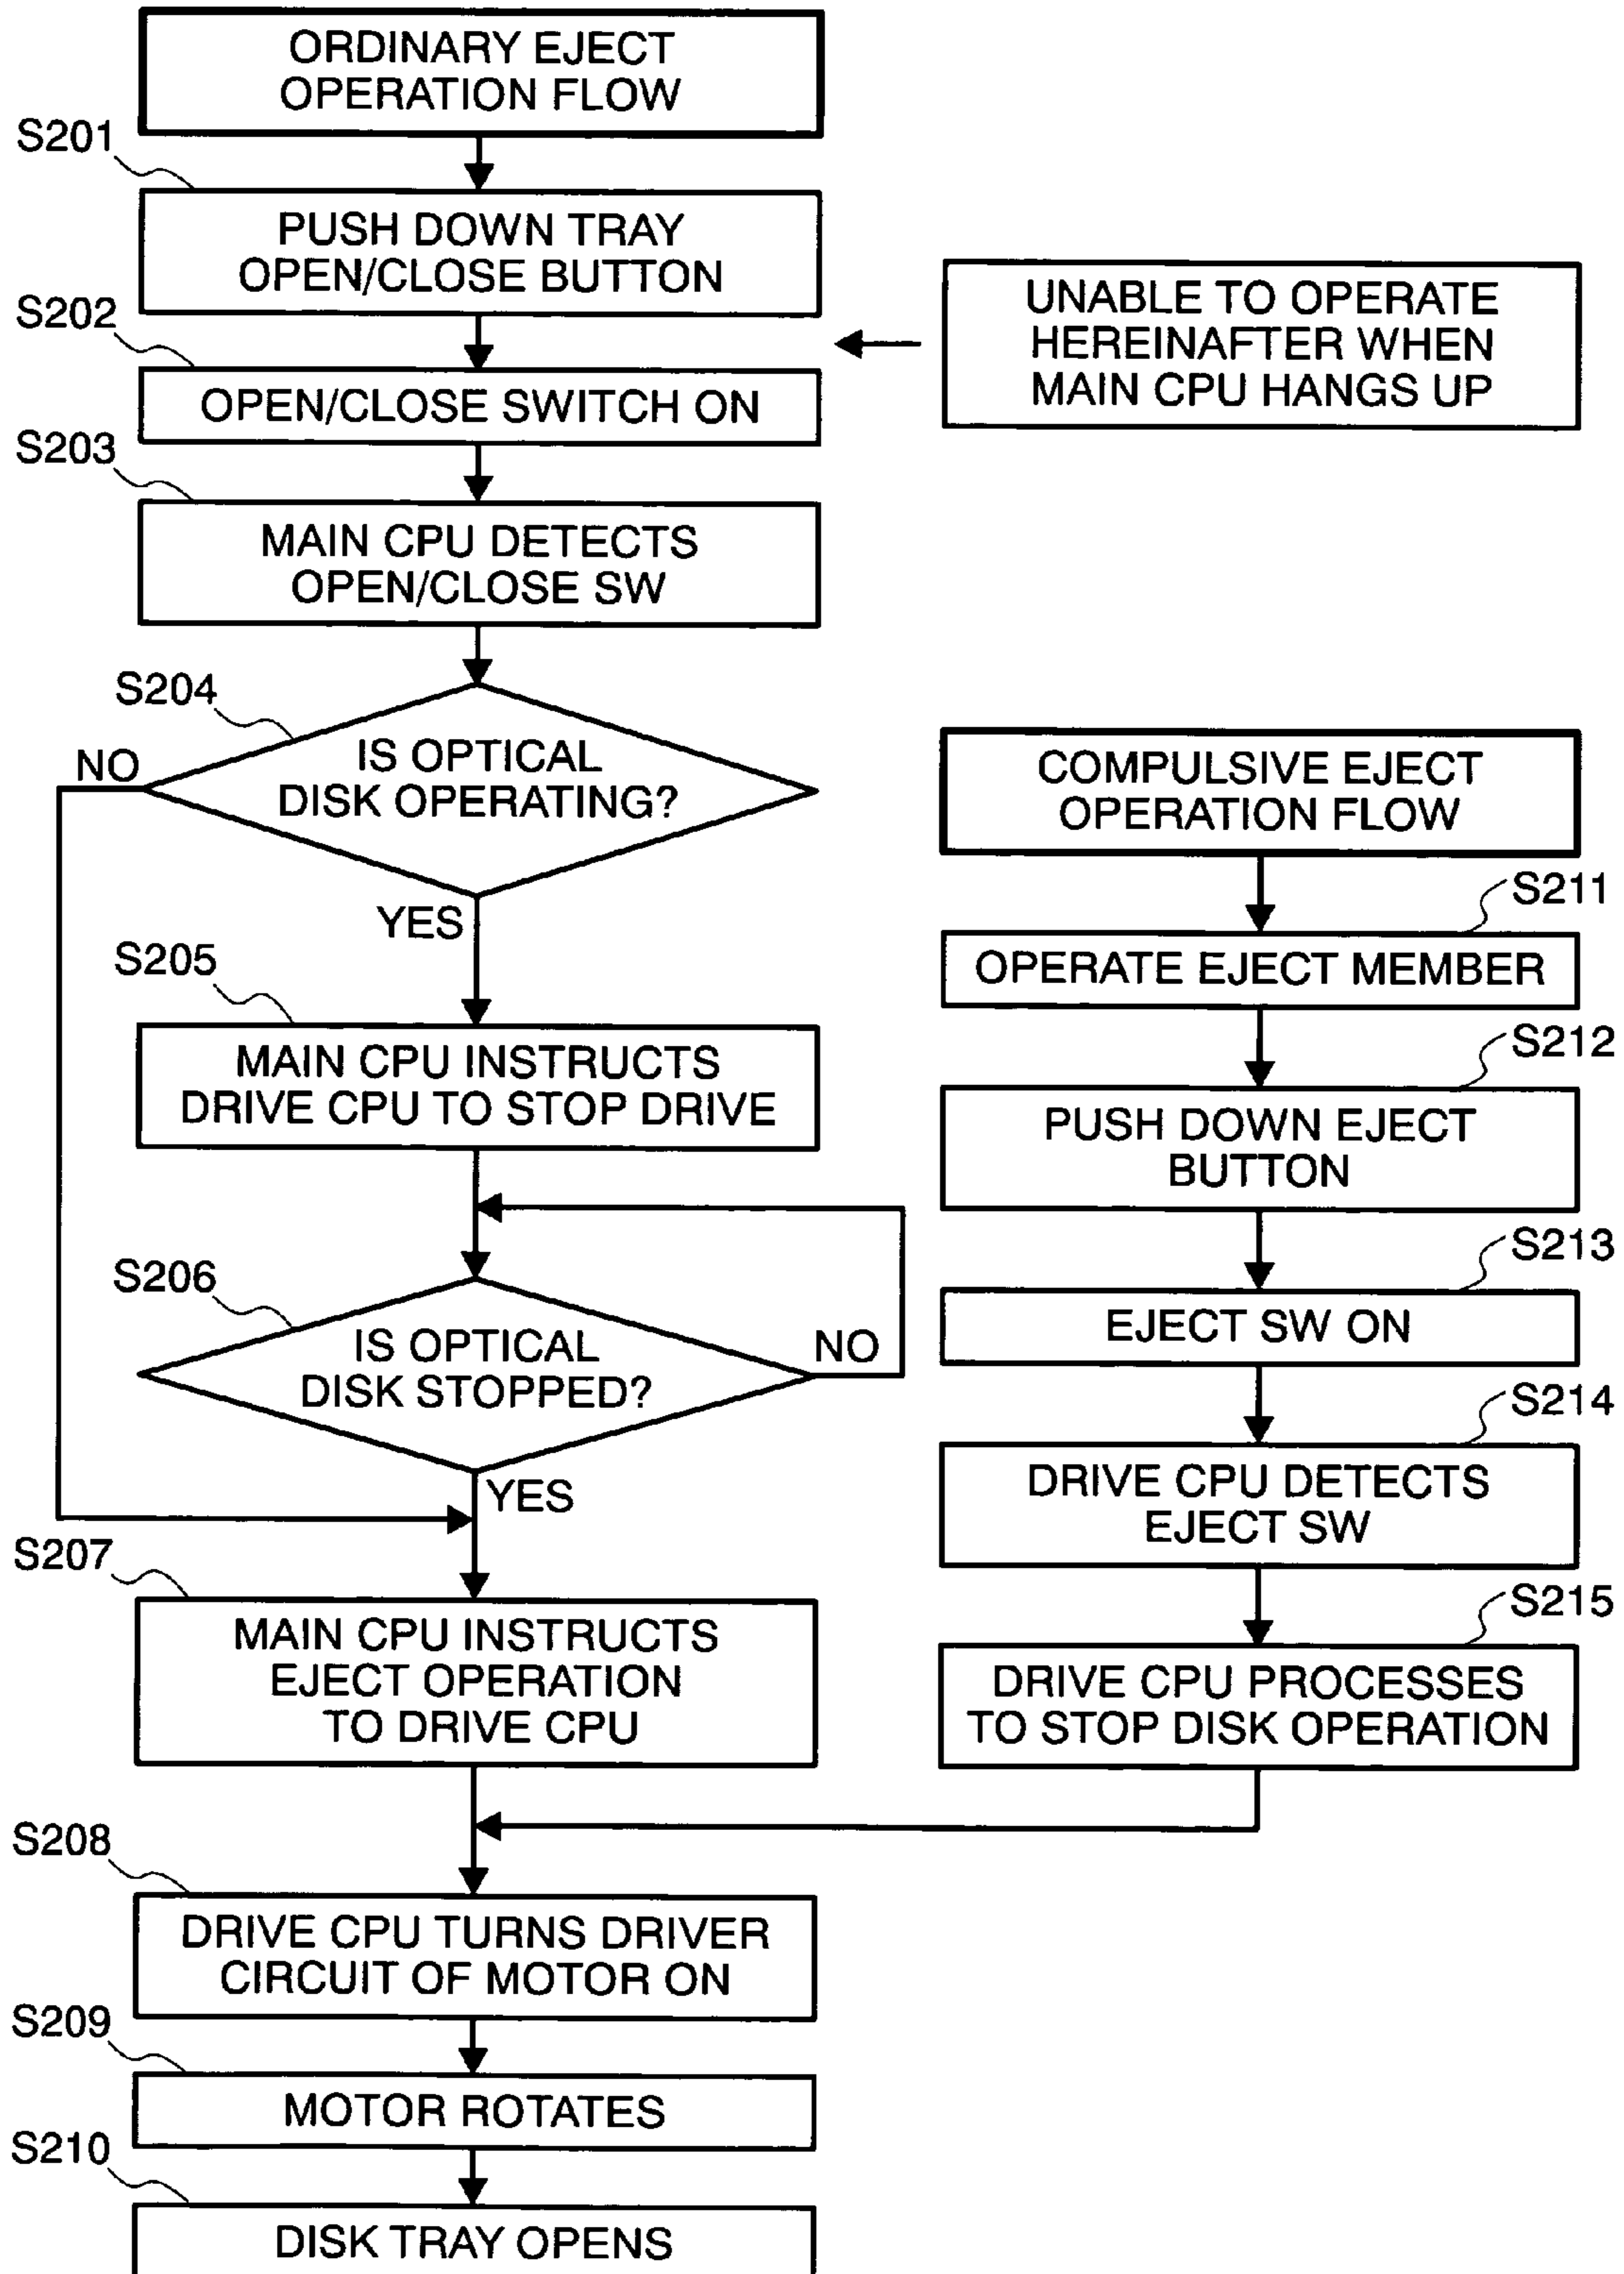 ORDINARY EJECT
OPERATION FLOW
S201
PUSH DOWN TRAY
OPEN/CLOSE BUTTON
UNABLE TO OPERATE
HEREINAFTER WHEN
MAIN CPU HANGS UP
S202
OPEN/CLOSE SWITCH ON
S203
MAIN CPU DETECTS
OPEN/CLOSE SW
S204
IS OPTICAL
DISK OPERATING?
NO
YES
S205
MAIN CPU INSTRUCTS
DRIVE CPU TO STOP DRIVE
S206
IS OPTICAL
DISK STOPPED?
NO
YES
S207
MAIN CPU INSTRUCTS
EJECT OPERATION
TO DRIVE CPU
COMPULSIVE EJECT
OPERATION FLOW
S211
OPERATE EJECT MEMBER
S212
PUSH DOWN EJECT
BUTTON
S213
EJECT SW ON
S214
DRIVE CPU DETECTS
EJECT SW
S215
DRIVE CPU PROCESSES
TO STOP DISK OPERATION
S208
DRIVE CPU TURNS DRIVER
CIRCUIT OF MOTOR ON
S209
MOTOR ROTATES
S210
DISK TRAY OPENS